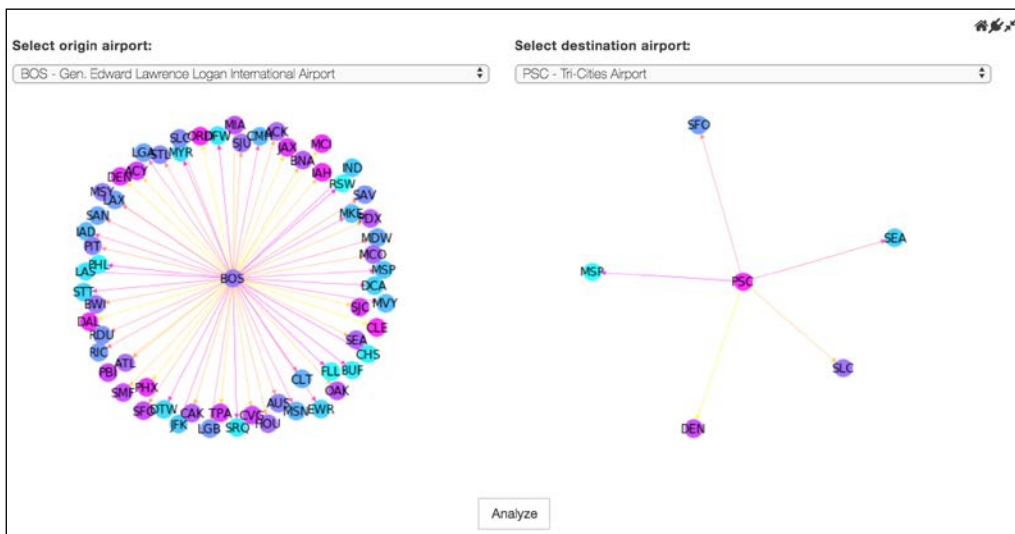 Select origin airport:
BOS - Gen. Edward Lawrence Logan International Airport
Select destination airport:
PSC - Tri-Cities Airport
MIA
ORD
DFW
SLC
SJU
CMH
ACK
JAX
MCI
LGA
STL
MYR
BNA
IAH
IND
DEN
ACY
RSW
SAV
MSY
LAX
MKE
PDX
SAN
MDW
IAD
PIT
MCO
PHL
LAS
MSP
BOS
DCA
STT
BWI
MVY
SJC
DAL
RDU
CLE
RIC
SEA
CHS
PBI
ATL
FLL
BUF
CLT
SMF
PHX
OAK
SFO
DTW
CAK
TPA
CVG
AUS
MSN
EWR
JFK
LGB
SRQ
HOU
SFO
SEA
MSP
PSC
SLC
DEN
Analyze